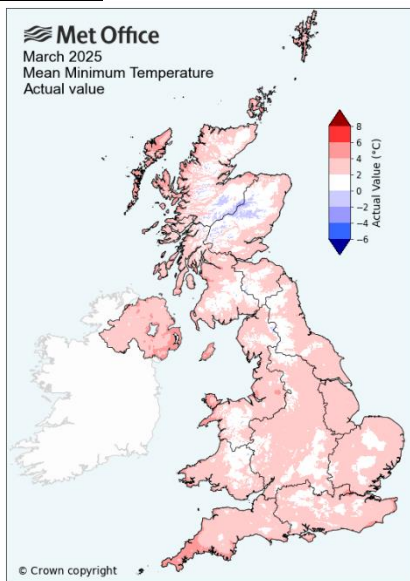 Met Office
March 2025
Mean Minimum Temperature
Actual value
8
6
4
2
0
−2
−4
−6
Actual Value (°C)
© Crown copyright